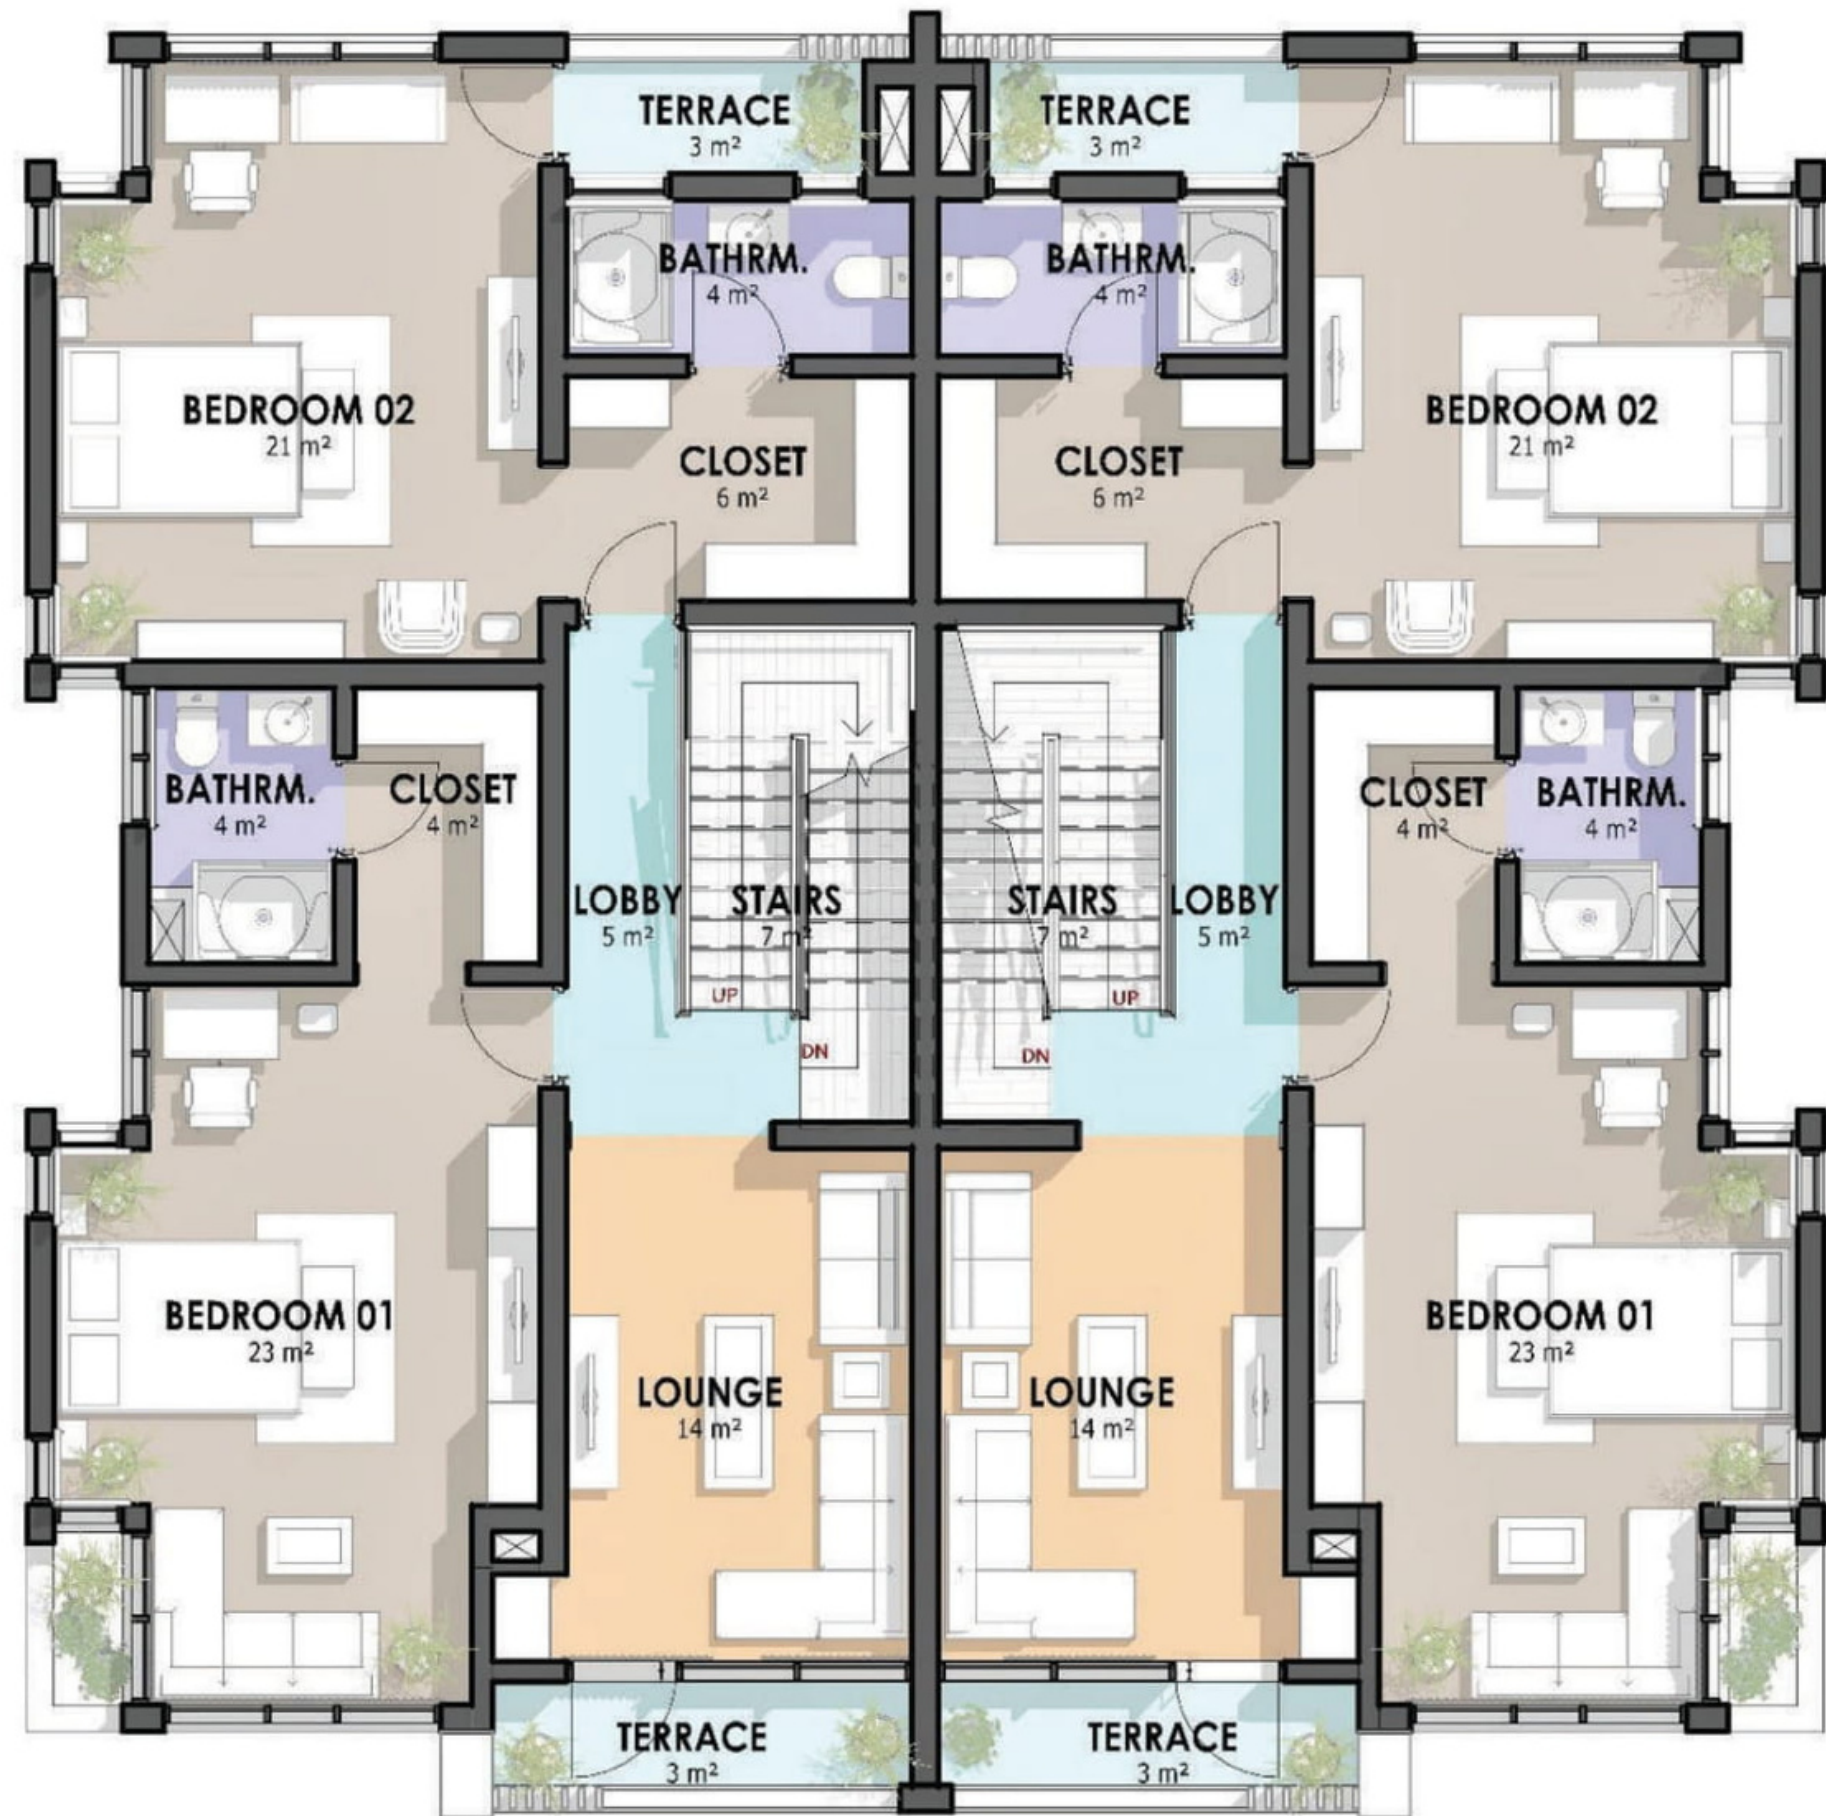 TERRACE
3 m²
TERRACE
3 m²
BATHRM.
4 m²
BATHRM.
4 m²
BEDROOM 02
21 m²
CLOSET
6 m²
CLOSET
6 m²
BEDROOM 02
21 m²
BATHRM.
4 m²
CLOSET
4 m²
CLOSET
4 m²
BATHRM.
4 m²
LOBBY
5 m²
STAIRS
7 m²
STAIRS
7 m²
LOBBY
5 m²
UP
UP
DN
DN
BEDROOM 01
23 m²
BEDROOM 01
23 m²
LOUNGE
14 m²
LOUNGE
14 m²
TERRACE
3 m²
TERRACE
3 m²